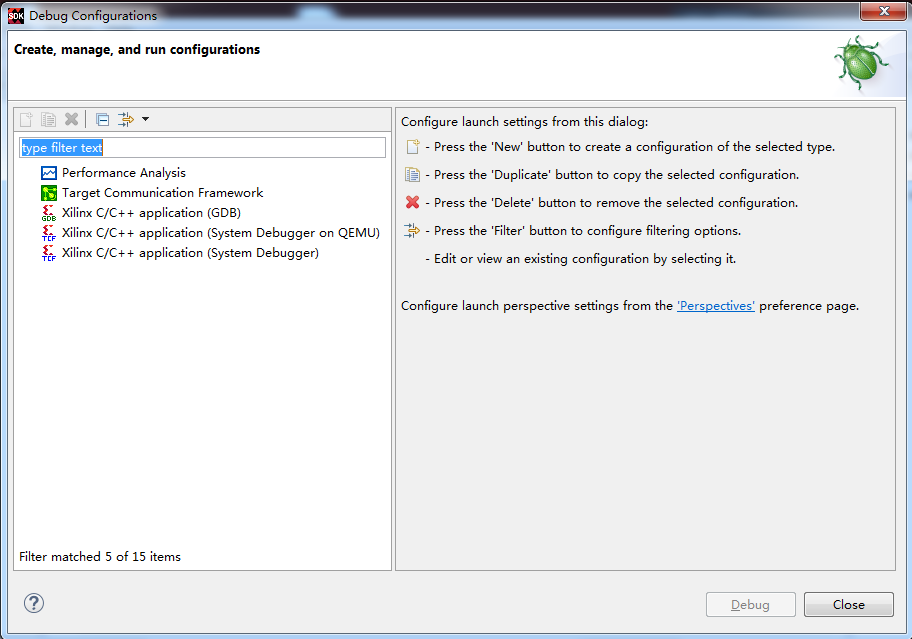 SDK Debug Configurations
Create, manage, and run configurations
type filter text
Performance Analysis
Target Communication Framework
GDB Xilinx C/C++ application (GDB)
TCF Xilinx C/C++ application (System Debugger on QEMU)
TCF Xilinx C/C++ application (System Debugger)
Filter matched 5 of 15 items
Configure launch settings from this dialog:
- Press the 'New' button to create a configuration of the selected type.
- Press the 'Duplicate' button to copy the selected configuration.
- Press the 'Delete' button to remove the selected configuration.
- Press the 'Filter' button to configure filtering options.
- Edit or view an existing configuration by selecting it.
Configure launch perspective settings from the 'Perspectives' preference page.
?
Debug
Close